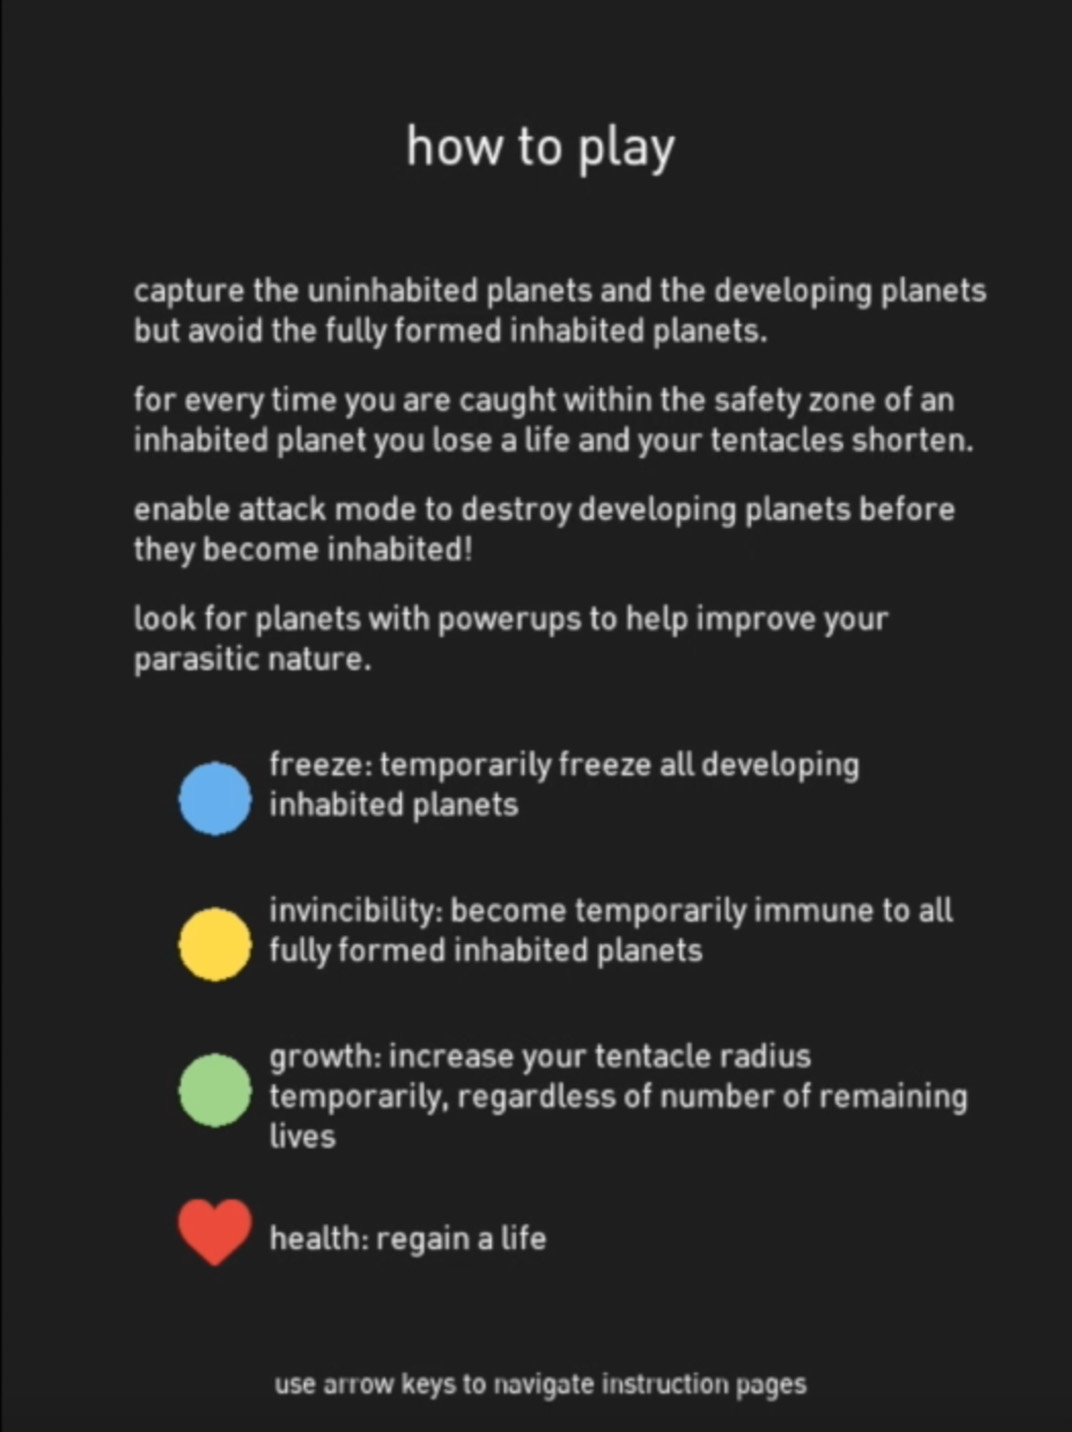 how to play
capture the uninhabited planets and the developing planets
but avoid the fully formed inhabited planets.
for every time you are caught within the safety zone of an
inhabited planet you lose a life and your tentacles shorten.
enable attack mode to destroy developing planets before
they become inhabited!
look for planets with powerups to help improve your
parasitic nature.
freeze: temporarily freeze all developing
inhabited planets
invincibility: become temporarily immune to all
fully formed inhabited planets
growth: increase your tentacle radius
temporarily, regardless of number of remaining
lives
health: regain a life
use arrow keys to navigate instruction pages